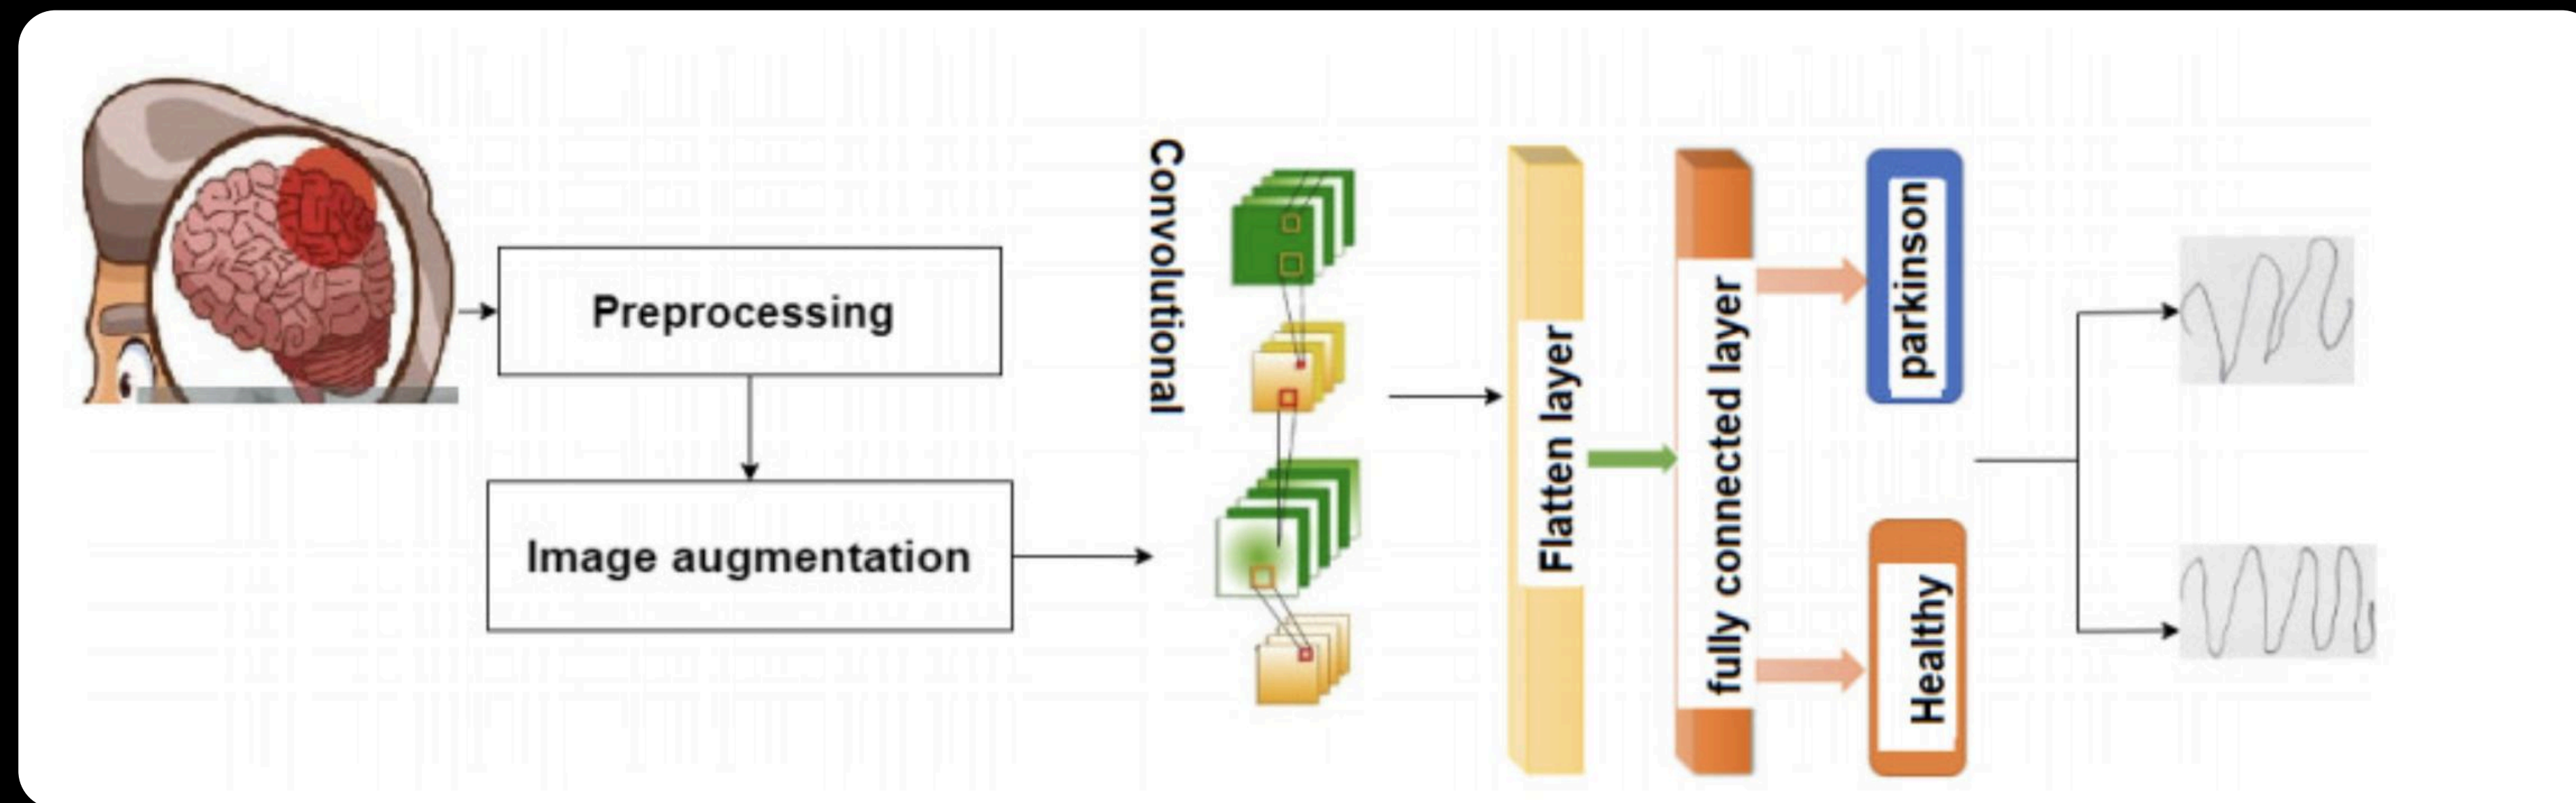 Preprocessing
Image augmentation
Convolutional
Flatten layer
fully connected layer
parkinson
Healthy